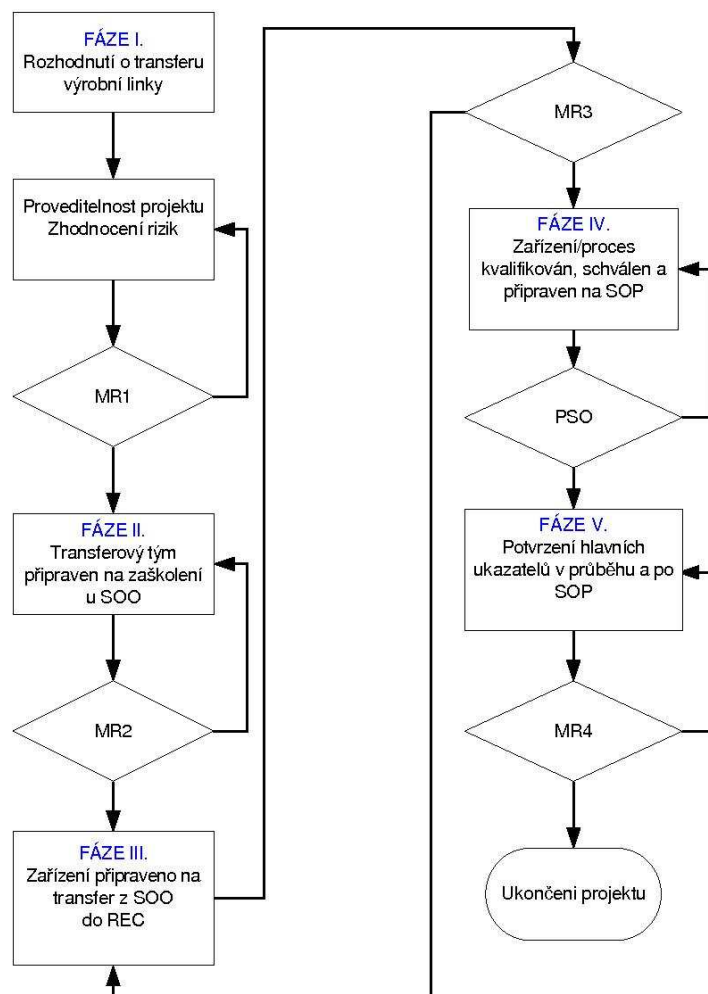 FÁZE I.
Rozhodnutí o transferu
výrobní linky
Proveditelnost projektu
Zhodnocení rizik
MR1
FÁZE II.
Transferový tým
připraven na zaškolení
u SOO
MR2
FÁZE III.
Zařízení připraveno na
transfer z SOO
do REC
MR3
FÁZE IV.
Zařízení/proces
kvalifikován, schválen a
připraven na SOP
PSO
FÁZE V.
Potvrzení hlavních
ukazatelů v průběhu a po
SOP
MR4
Ukončeni projektu